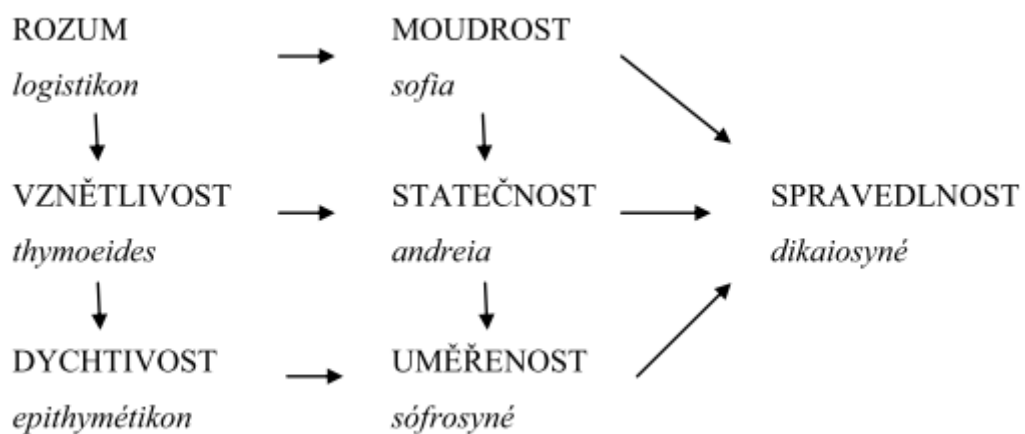 ROZUM MOUDROST
logistikon sofia
VZNĚTLIVOST STATEČNOST SPRAVEDLNOST
thymoeides andreia dikaiosyné
DYCHTIVOST UMĚŘENOST
epithymétikon sófrosyné